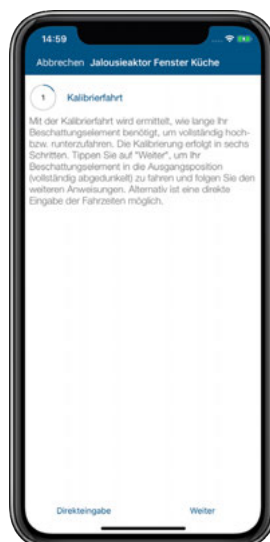 14:59
Abbrechen Jalousieaktor Fenster Küche
1 Kalibrierfahrt
Mit der Kalibrierfahrt wird ermittelt, wie lange Ihr
Beschattungselement benötigt, um vollständig hoch-
bzw. runterzufahren. Die Kalibrierung erfolgt in sechs
Schritten. Tippen Sie auf "Weiter", um Ihr
Beschattungselement in die Ausgangsposition
(vollständig abgedunkelt) zu fahren und folgen Sie den
weiteren Anweisungen. Alternativ ist eine direkte
Eingabe der Fahrzeiten möglich.
Direkteingabe Weiter